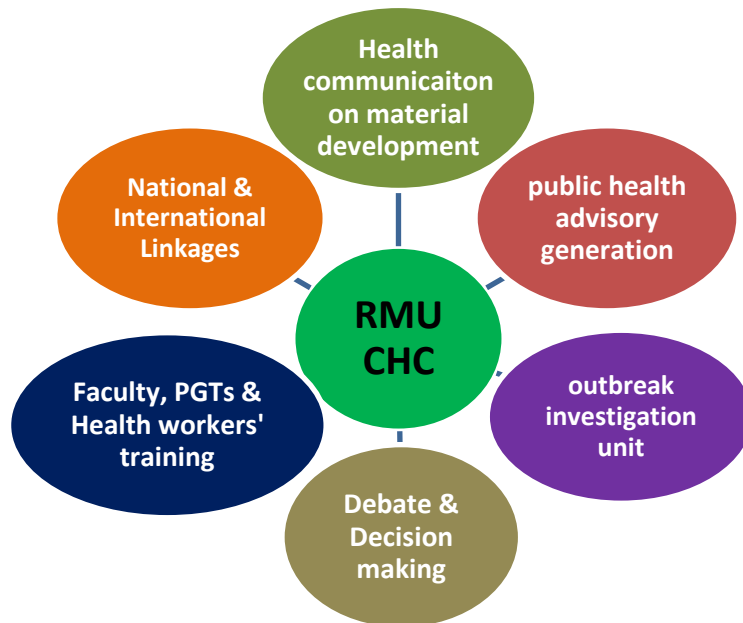 Health
communicaiton
on material
development
National &
International
Linkages
public health
advisory
generation
RMU
CHC
Faculty, PGTs &
Health workers'
training
outbreak
investigation
unit
Debate &
Decision
making